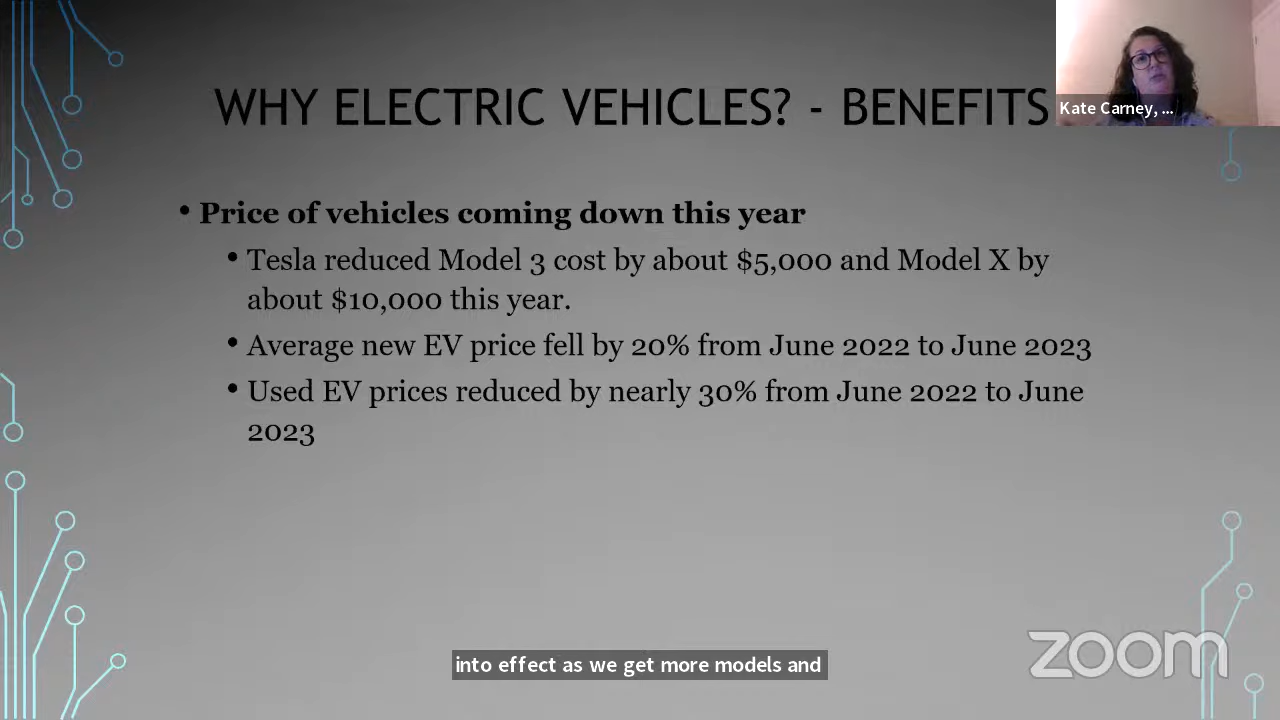 WHY ELECTRIC VEHICLES? - BENEFITS
Kate Carney, ...
• Price of vehicles coming down this year
• Tesla reduced Model 3 cost by about $5,000 and Model X by
about $10,000 this year.
• Average new EV price fell by 20% from June 2022 to June 2023
• Used EV prices reduced by nearly 30% from June 2022 to June
2023
into effect as we get more models and
zoom